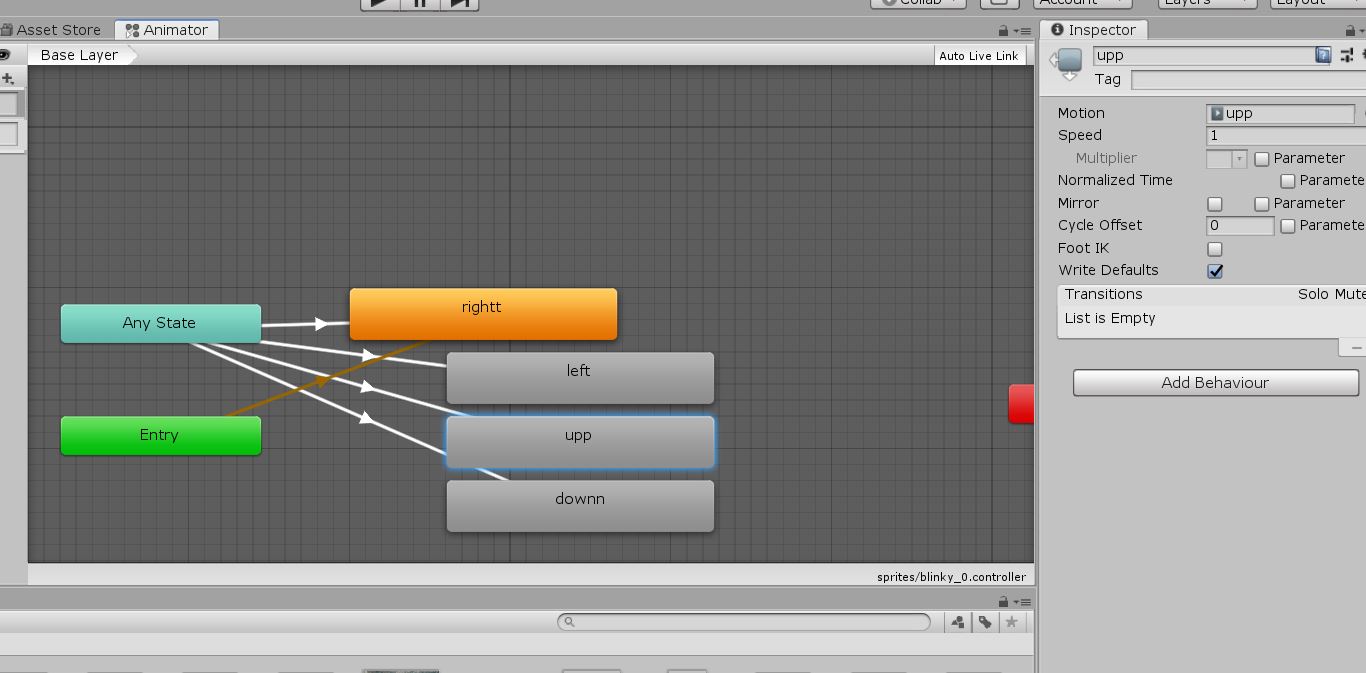 Collab
Account
Layers
Layout
Asset Store
Animator
Inspector
Base Layer
Auto Live Link
upp
Tag
Motion
upp
Speed
1
Multiplier
Parameter
Normalized Time
Paramete
Mirror
Parameter
Cycle Offset
0
Paramete
Foot IK
Write Defaults
Transitions
Solo Mute
List is Empty
Add Behaviour
Any State
rightt
left
Entry
upp
downn
sprites/blinky_0.controller